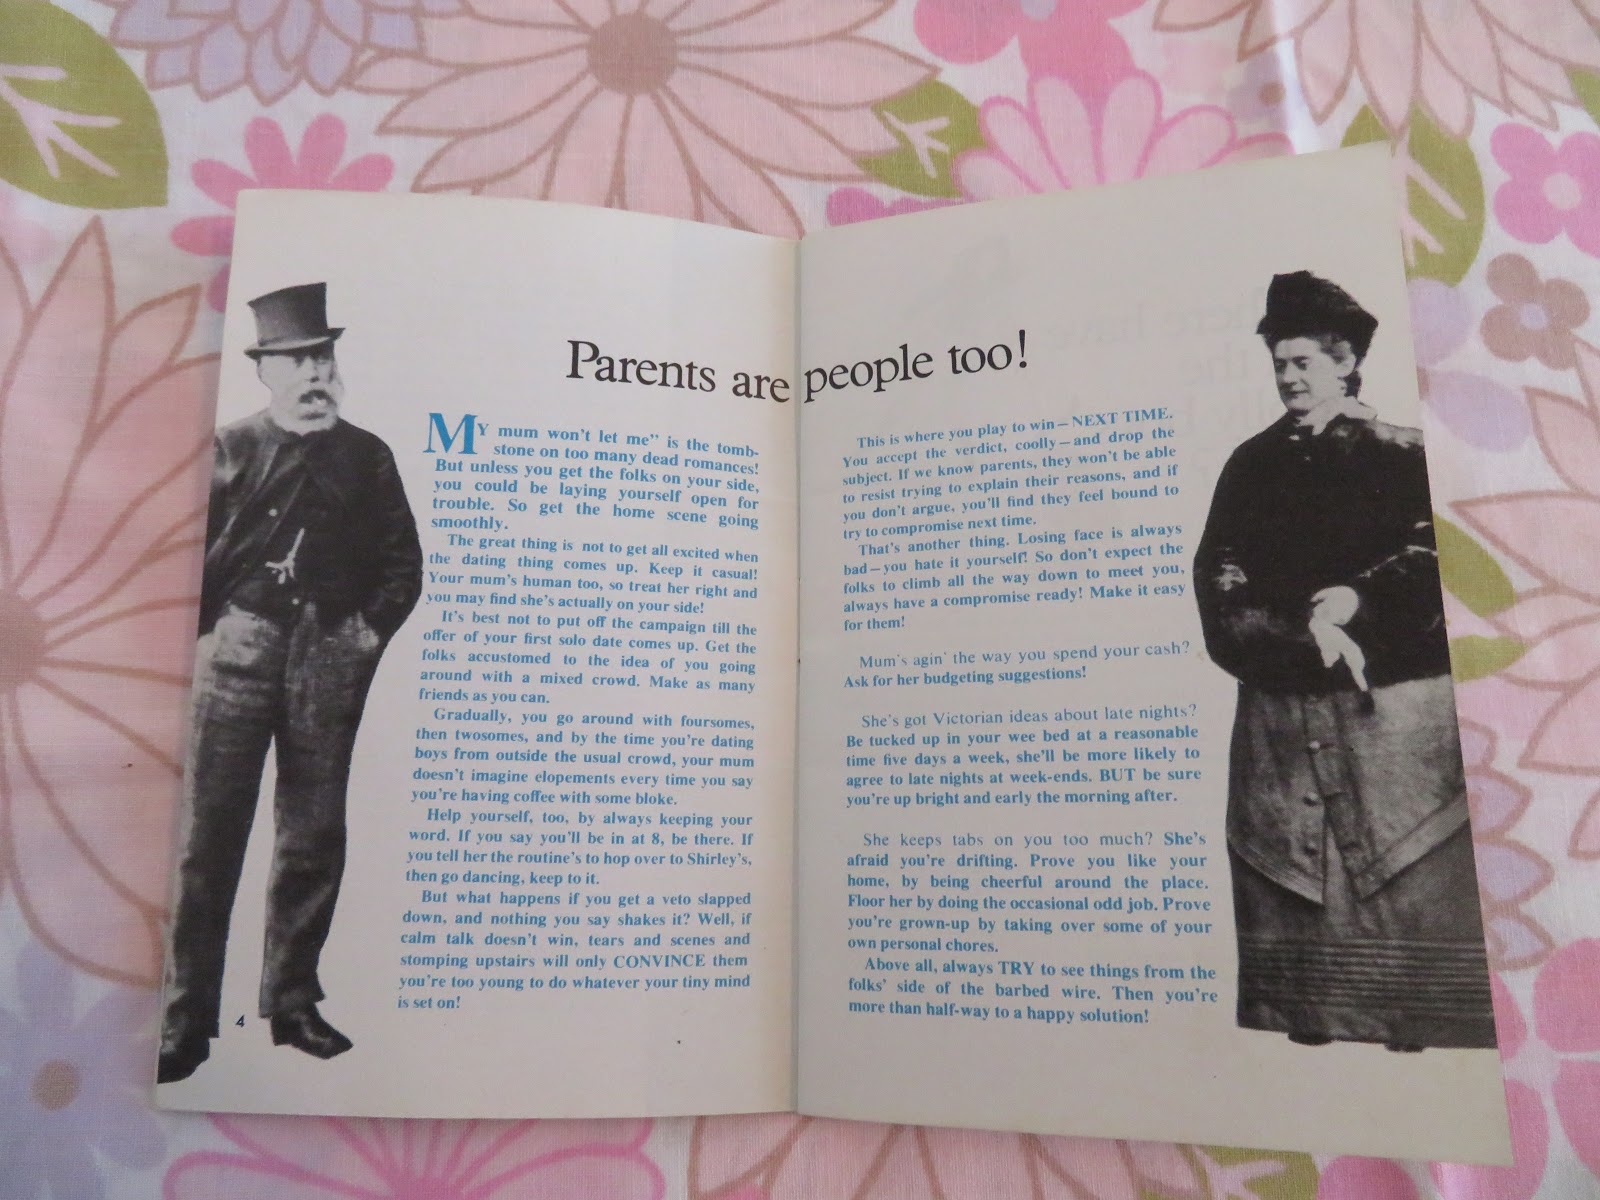 Parents are people too!
MY mum won't let me" is the tomb-
stone on too many dead romances!
But unless you get the folks on your side,
you could be laying yourself open for
trouble. So get the home scene going
smoothly.
The great thing is not to get all excited when
the dating thing comes up. Keep it casual!
Your mum's human too, so treat her right and
you may find she's actually on your side!
It's best not to put off the campaign till the
offer of your first solo date comes up. Get the
folks accustomed to the idea of you going
around with a mixed crowd. Make as many
friends as you can.
Gradually, you go around with foursomes,
then twosomes, and by the time you're dating
boys from outside the usual crowd, your mum
doesn't imagine elopements every time you say
you're having coffee with some bloke.
Help yourself, too, by always keeping your
word. If you say you'll be in at 8, be there. If
you tell her the routine's to hop over to Shirley's,
then go dancing, keep to it.
But what happens if you get a veto slapped
down, and nothing you say shakes it? Well, if
calm talk doesn't win, tears and scenes and
stomping upstairs will only CONVINCE them
you're too young to do whatever your tiny mind
is set on!
4
This is where you play to win—NEXT TIME.
You accept the verdict, coolly—and drop the
subject. If we know parents, they won't be able
to resist trying to explain their reasons, and if
you don't argue, you'll find they feel bound to
try to compromise next time.
That's another thing. Losing face is always
bad—you hate it yourself! So don't expect the
folks to climb all the way down to meet you,
always have a compromise ready! Make it easy
for them!
Mum's agin' the way you spend your cash?
Ask for her budgeting suggestions!
She's got Victorian ideas about late nights?
Be tucked up in your wee bed at a reasonable
time five days a week, she'll be more likely to
agree to late nights at week-ends. BUT be sure
you're up bright and early the morning after.
She keeps tabs on you too much? She's
afraid you're drifting. Prove you like your
home, by being cheerful around the place.
Floor her by doing the occasional odd job. Prove
you're grown-up by taking over some of your
own personal chores.
Above all, always TRY to see things from the
folks' side of the barbed wire. Then you're
more than half-way to a happy solution!